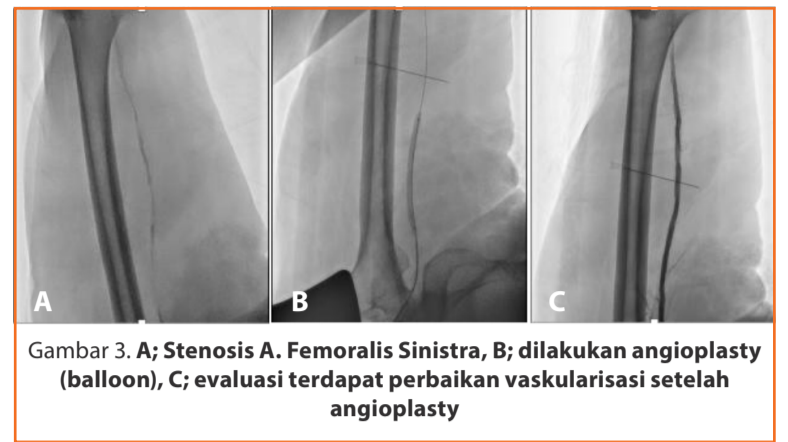 A
B
C
Gambar 3. A; Stenosis A. Femoralis Sinistra, B; dilakukan angioplasty
(balloon), C; evaluasi terdapat perbaikan vaskularisasi setelah
angioplasty